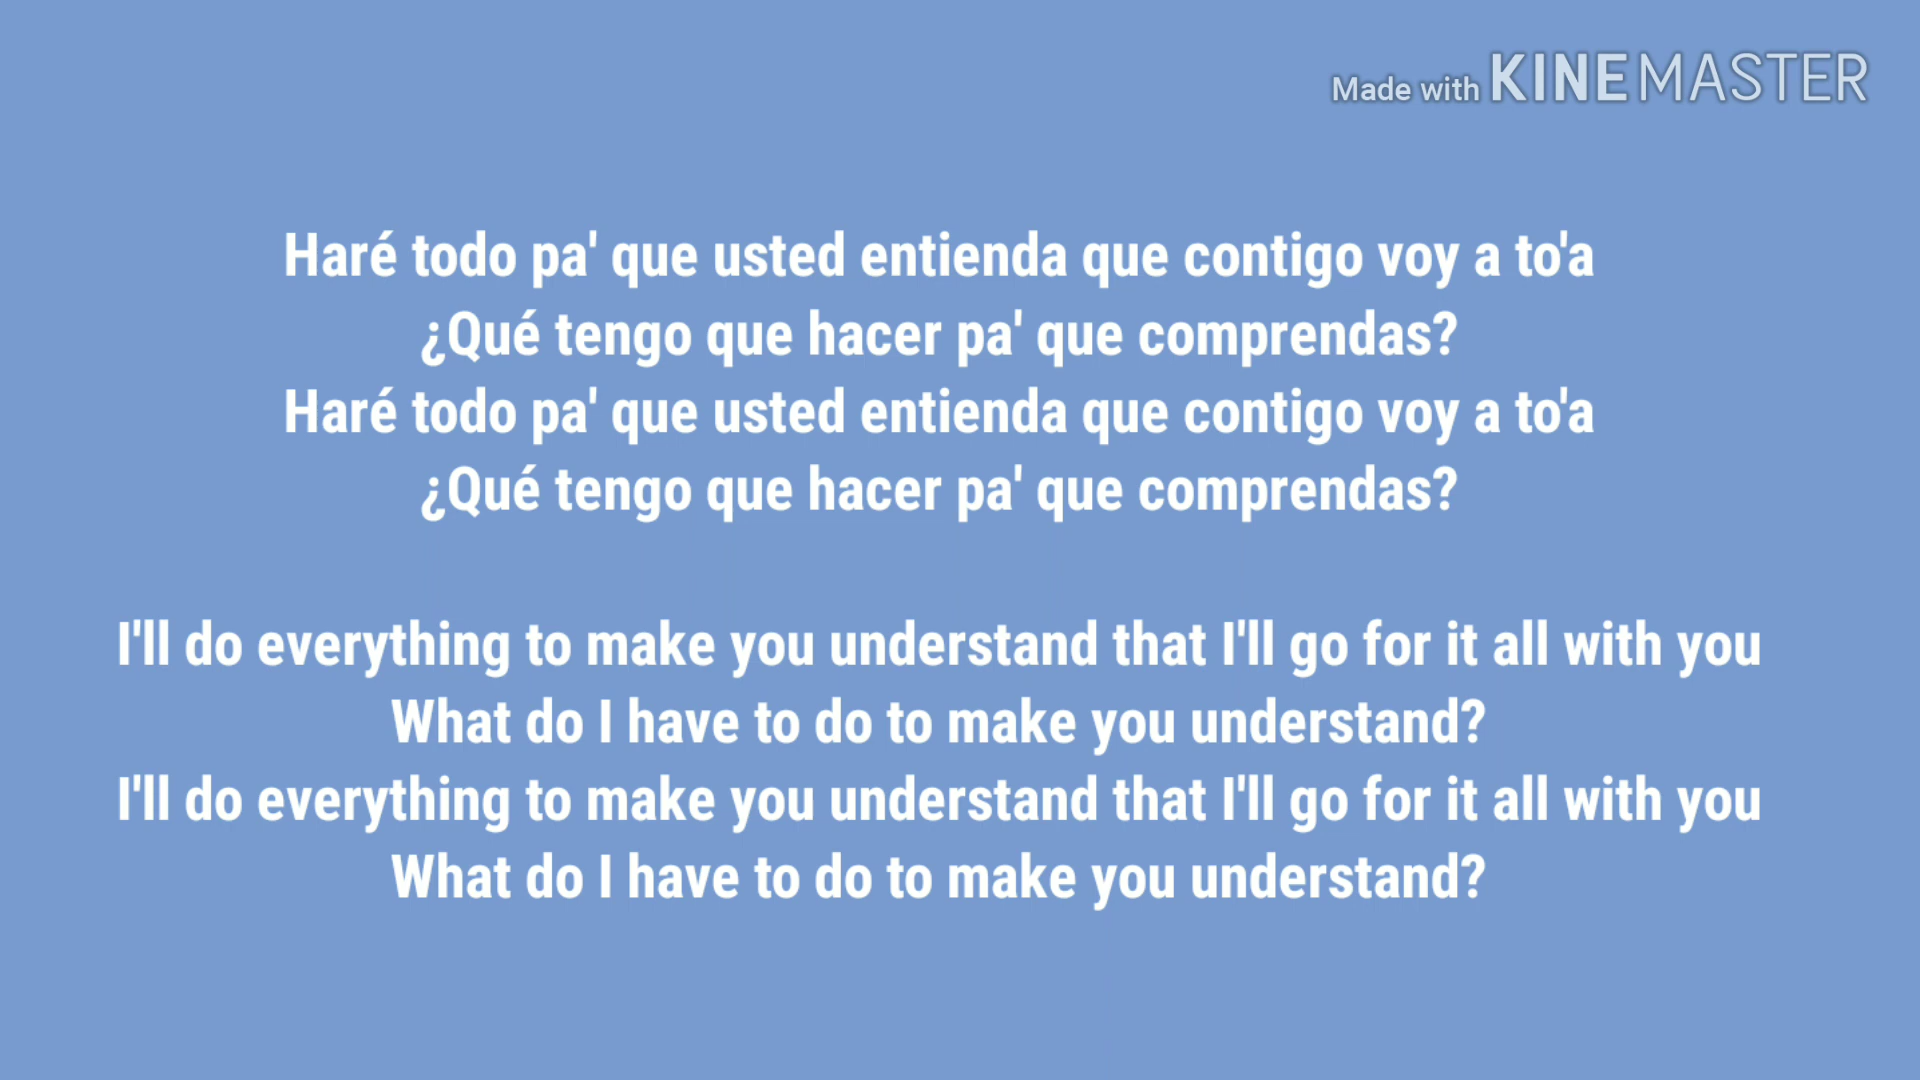 Made with KINEMASTER
Haré todo pa' que usted entienda que contigo voy a to'a
¿Qué tengo que hacer pa' que comprendas?
Haré todo pa' que usted entienda que contigo voy a to'a
¿Qué tengo que hacer pa' que comprendas?
I'll do everything to make you understand that I'll go for it all with you
What do I have to do to make you understand?
I'll do everything to make you understand that I'll go for it all with you
What do I have to do to make you understand?